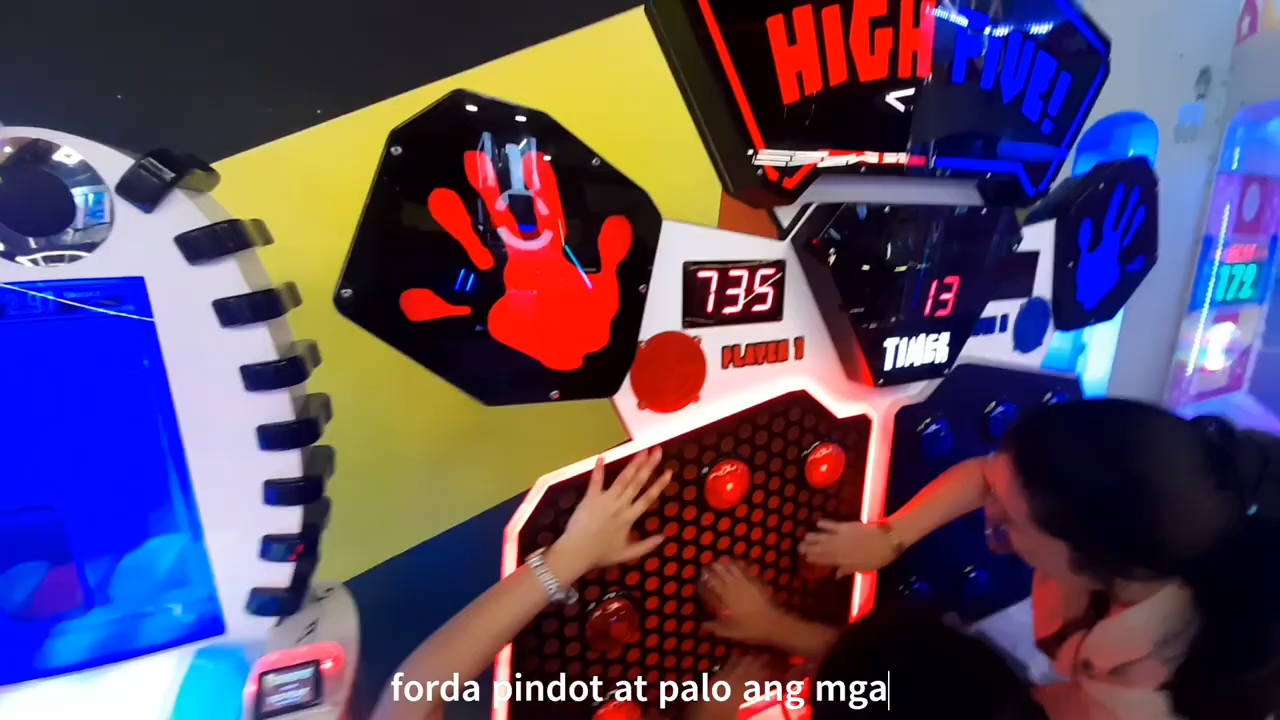 HIGH FIVE!
735
13
PLAYER 1
TIMER
172
forda pindot at palo ang mga